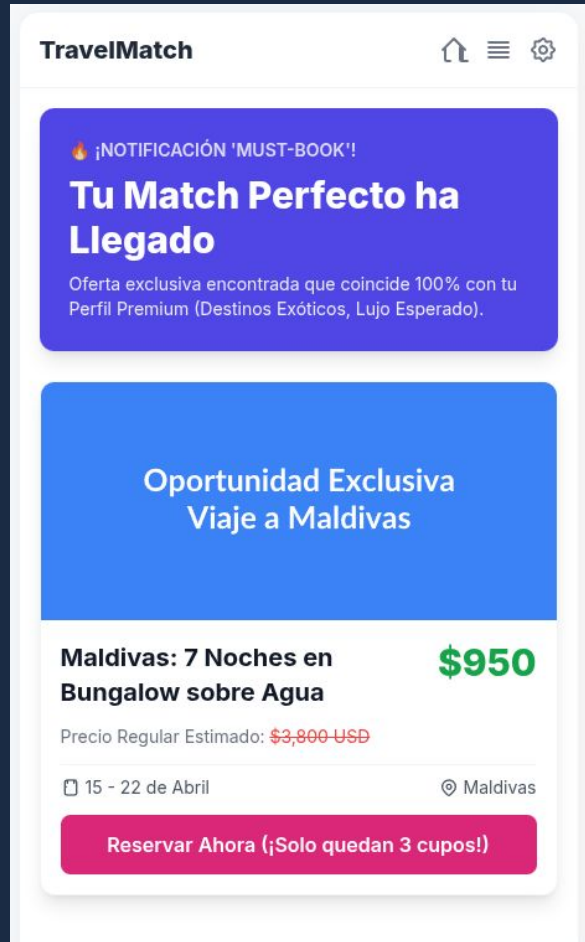 TravelMatch
🔥 ¡NOTIFICACIÓN 'MUST-BOOK'!
Tu Match Perfecto ha
Llegado
Oferta exclusiva encontrada que coincide 100% con tu
Perfil Premium (Destinos Exóticos, Lujo Esperado).
Oportunidad Exclusiva
Viaje a Maldivas
Maldivas: 7 Noches en
Bungalow sobre Agua
$950
Precio Regular Estimado: $3,800 USD
15 - 22 de Abril
Maldivas
Reservar Ahora (¡Solo quedan 3 cupos!)